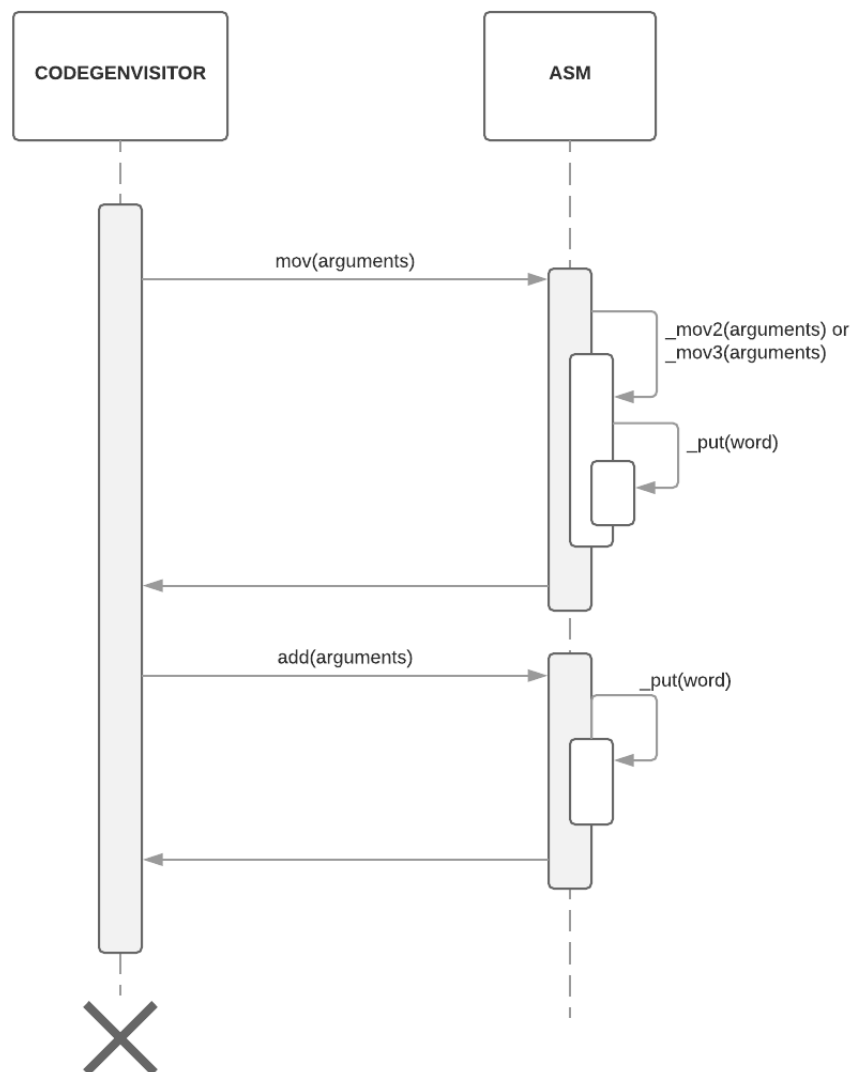 CODEGENVISITOR
ASM
mov(arguments)
_mov2(arguments) or
_mov3(arguments)
_put(word)
add(arguments)
_put(word)